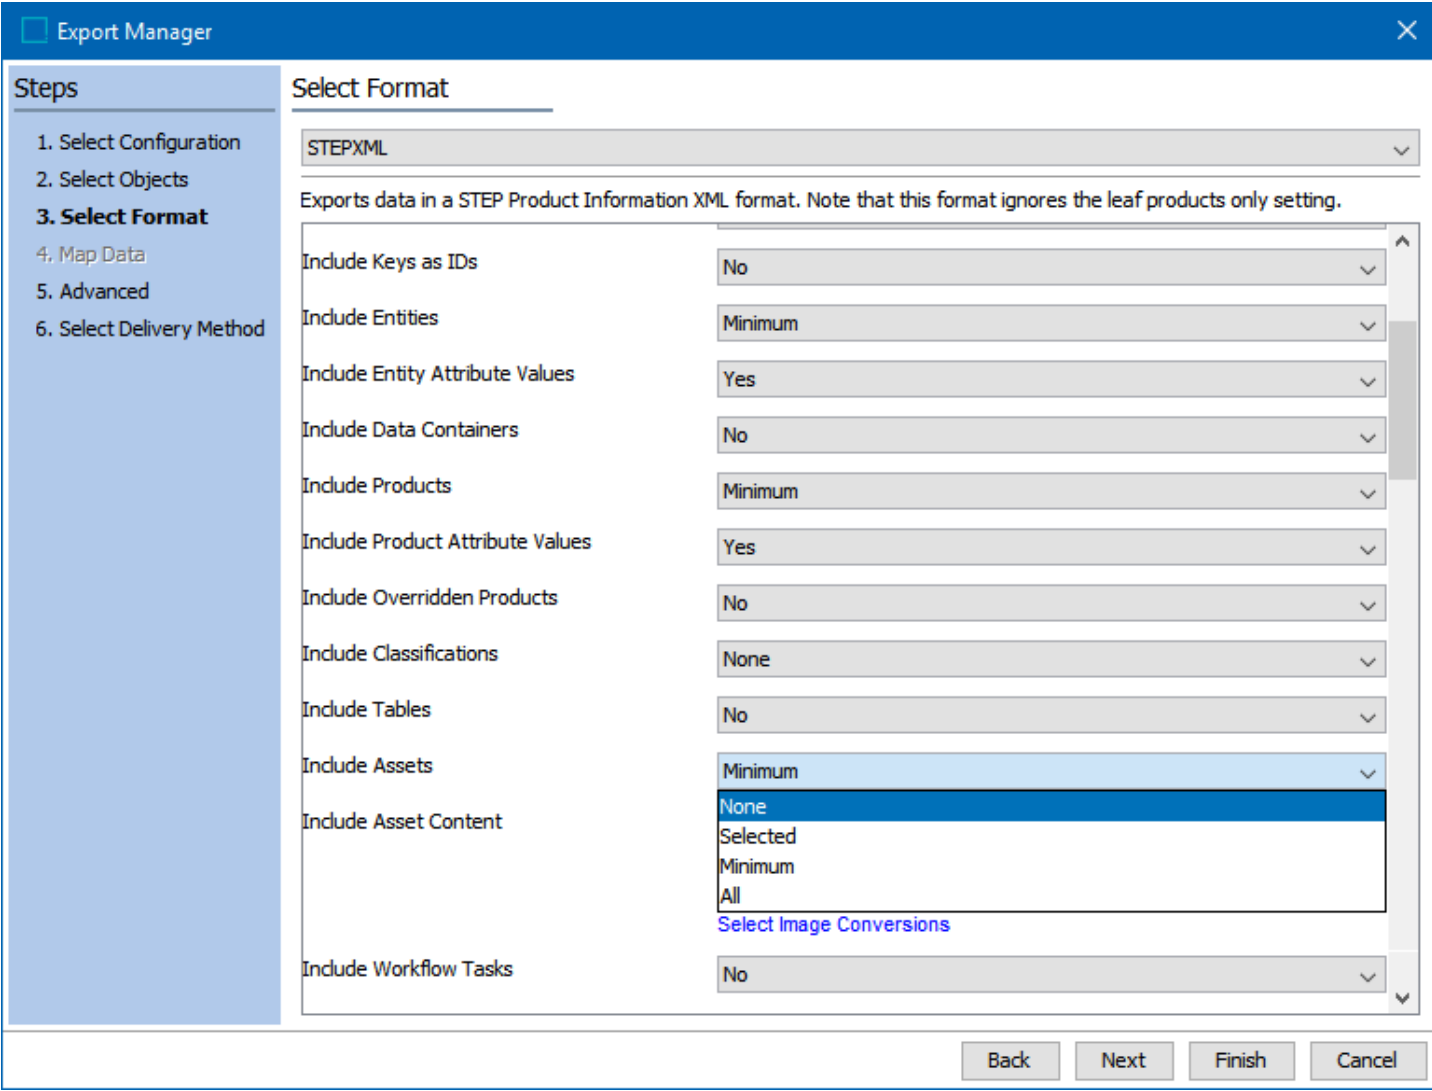 Export Manager
Steps
1. Select Configuration
2. Select Objects
3. Select Format
4. Map Data
5. Advanced
6. Select Delivery Method
Select Format
STEPXML
Exports data in a STEP Product Information XML format. Note that this format ignores the leaf products only setting.
Include Keys as IDs No
Include Entities Minimum
Include Entity Attribute Values Yes
Include Data Containers No
Include Products Minimum
Include Product Attribute Values Yes
Include Overridden Products No
Include Classifications None
Include Tables No
Include Assets Minimum
None
Include Asset Content
Selected
Minimum
All
Select Image Conversions
Include Workflow Tasks No
Back Next Finish Cancel